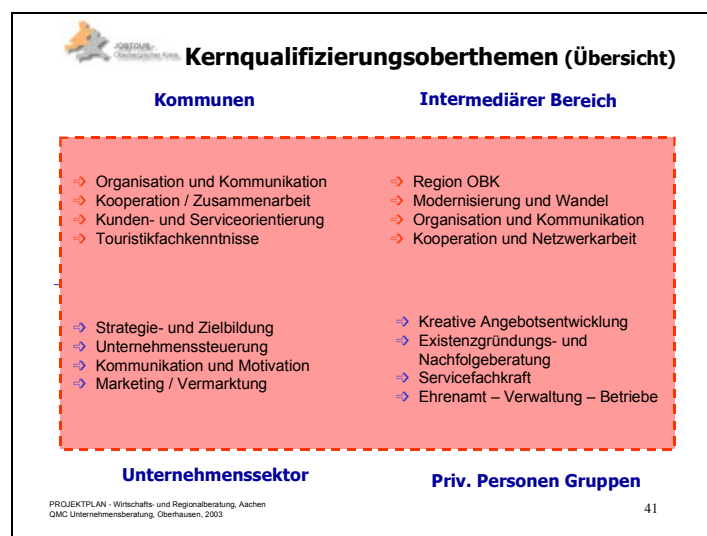 JOBTOUR-
Oberbergischer Kreis
Kernqualifizierungsoberthemen (Übersicht)
Kommunen
Intermediärer Bereich
Organisation und Kommunikation
Kooperation / Zusammenarbeit
Kunden- und Serviceorientierung
Touristikfachkenntnisse
Region OBK
Modernisierung und Wandel
Organisation und Kommunikation
Kooperation und Netzwerkarbeit
Strategie- und Zielbildung
Unternehmenssteuerung
Kommunikation und Motivation
Marketing / Vermarktung
Kreative Angebotsentwicklung
Existenzgründungs- und
Nachfolgeberatung
Servicefachkraft
Ehrenamt – Verwaltung – Betriebe
Unternehmenssektor
Priv. Personen Gruppen
PROJEKTPLAN - Wirtschafts- und Regionalberatung, Aachen
QMC Unternehmensberatung, Oberhausen, 2003
41